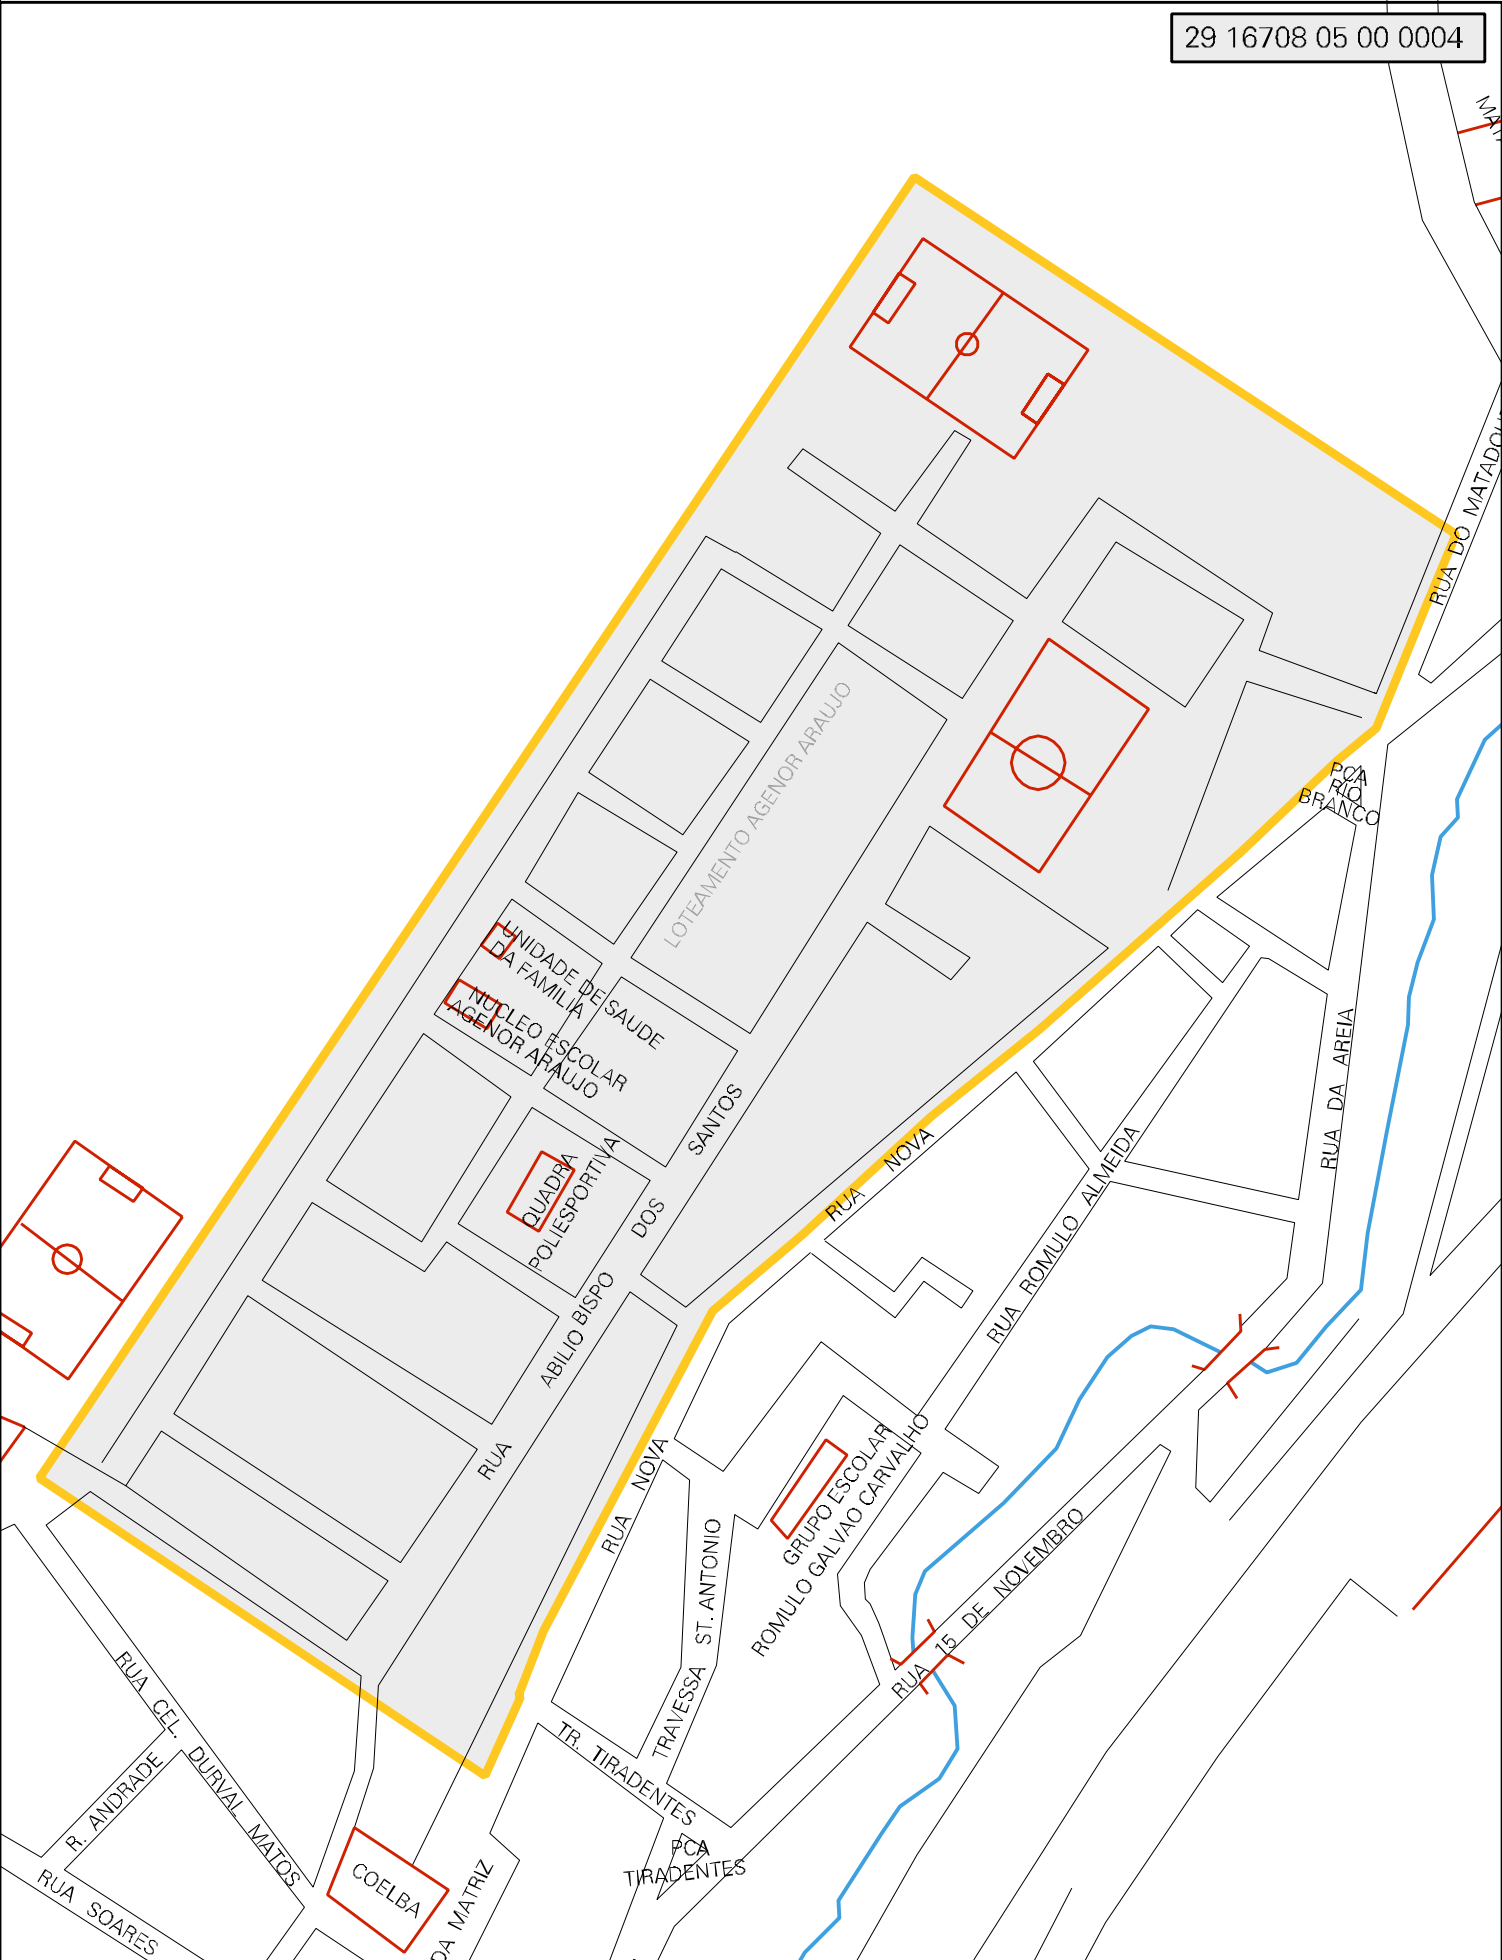 29 16708 05 00 0004
RUA DO MATADOU
LOTEAMENTO AGENOR ARAUJO
PCA
RIO
BRANCO
UNIDADE DE SAUDE
DA FAMILIA
NUCLEO ESCOLAR
AGENOR ARAUJO
QUADRA
POLIESPORTIVA
RUA ABILIO BISPO DOS SANTOS
RUA NOVA
RUA DA AREIA
RUA ROMULO ALMEIDA
RUA NOVA
GRUPO ESCOLAR
ROMULO GALVAO CARVALHO
TRAVESSA ST. ANTONIO
RUA 15 DE NOVEMBRO
TR. TIRADENTES
PCA
TIRADENTES
RUA CEL. DURVAL MATOS
R. ANDRADE
RUA SOARES
COELBA
DA MATRIZ